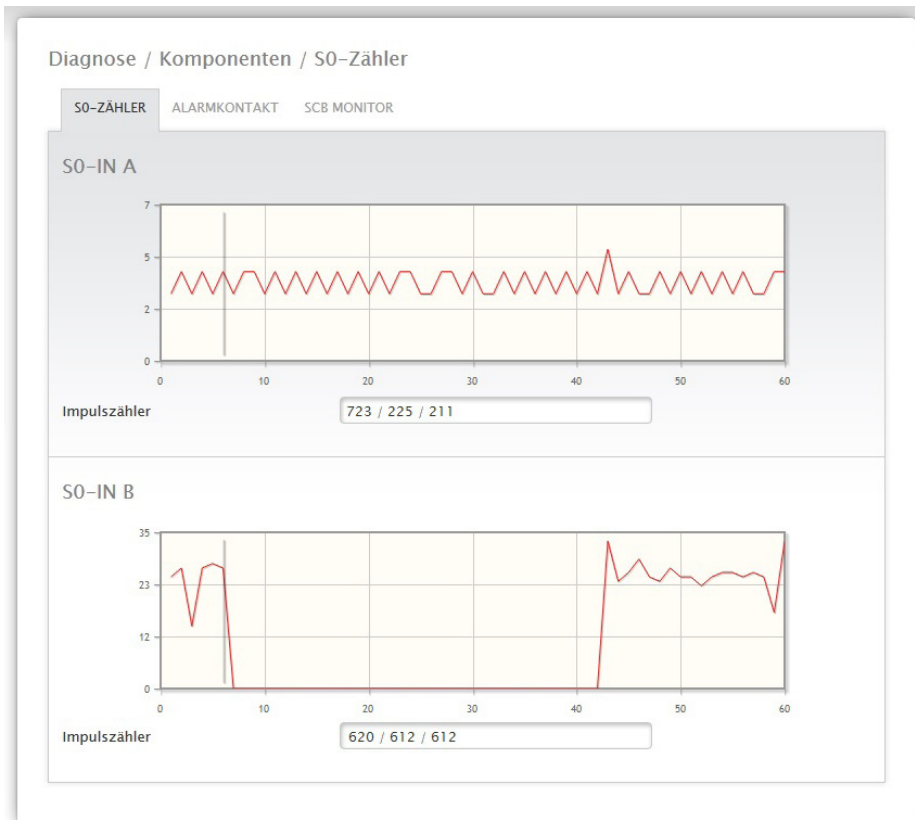 Diagnose / Komponenten / S0-Zähler
S0-ZÄHLER ALARMKONTAKT SCB MONITOR
S0-IN A
7
5
2
0
0 10 20 30 40 50 60
Impulszähler 723 / 225 / 211
S0-IN B
35
23
12
0
0 10 20 30 40 50 60
Impulszähler 620 / 612 / 612